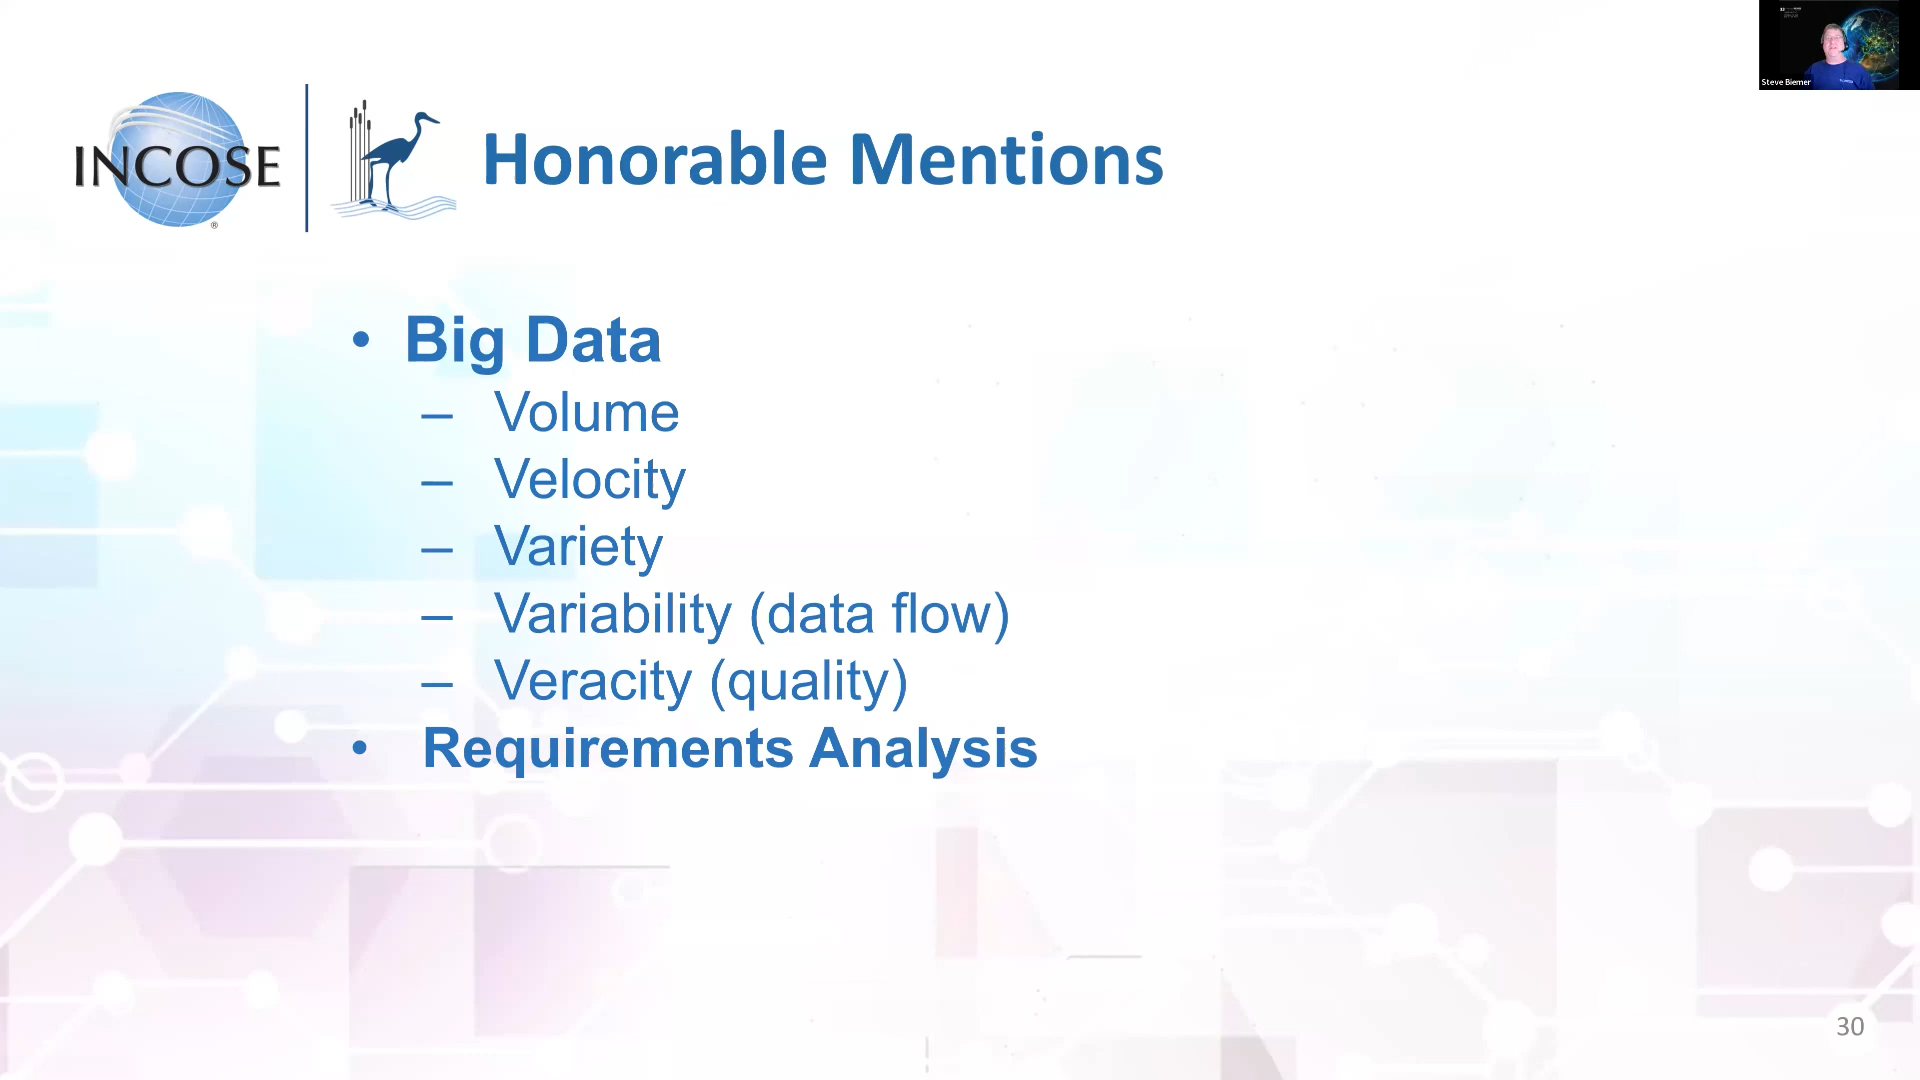 Steve Biemer
INCOSE
®
Honorable Mentions
• Big Data
– Volume
– Velocity
– Variety
– Variability (data flow)
– Veracity (quality)
• Requirements Analysis
30